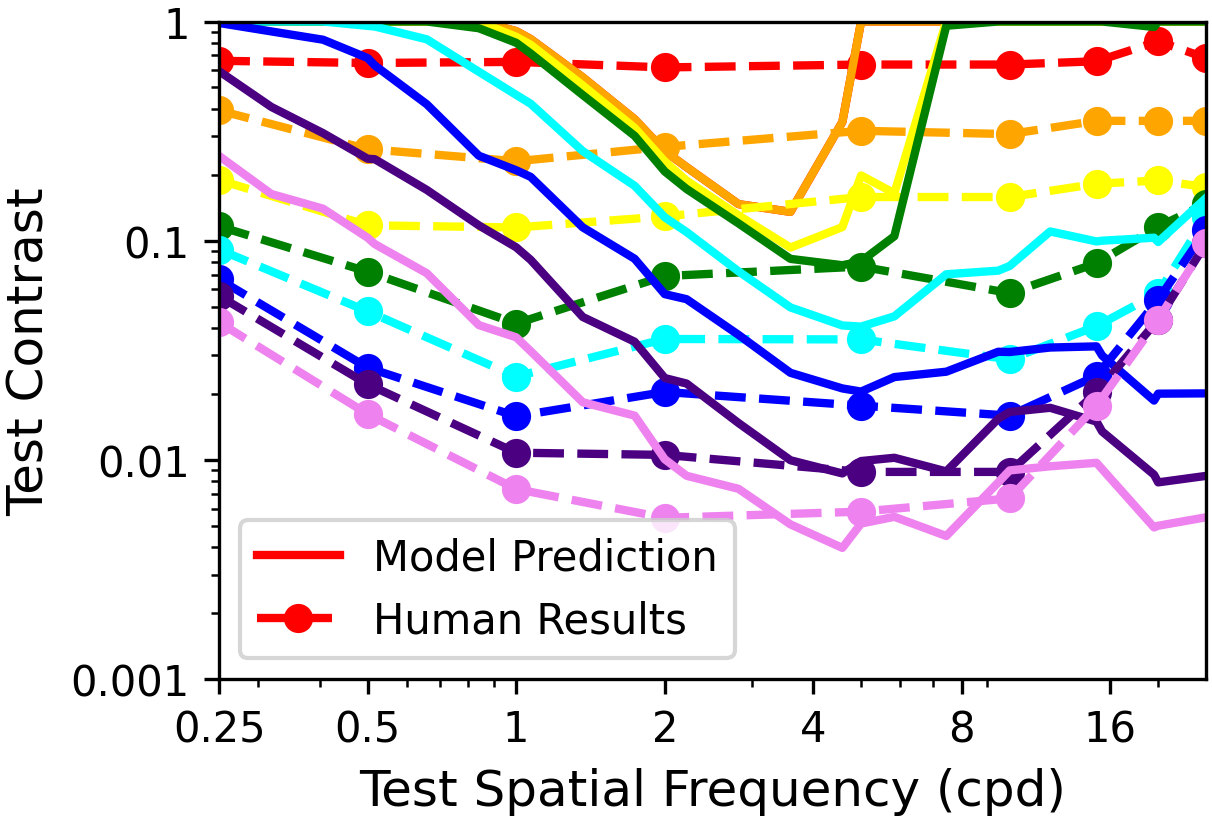 1
0.1
0.01
0.001
Test Contrast
Model Prediction
Human Results
0.25 0.5 1 2 4 8 16
Test Spatial Frequency (cpd)